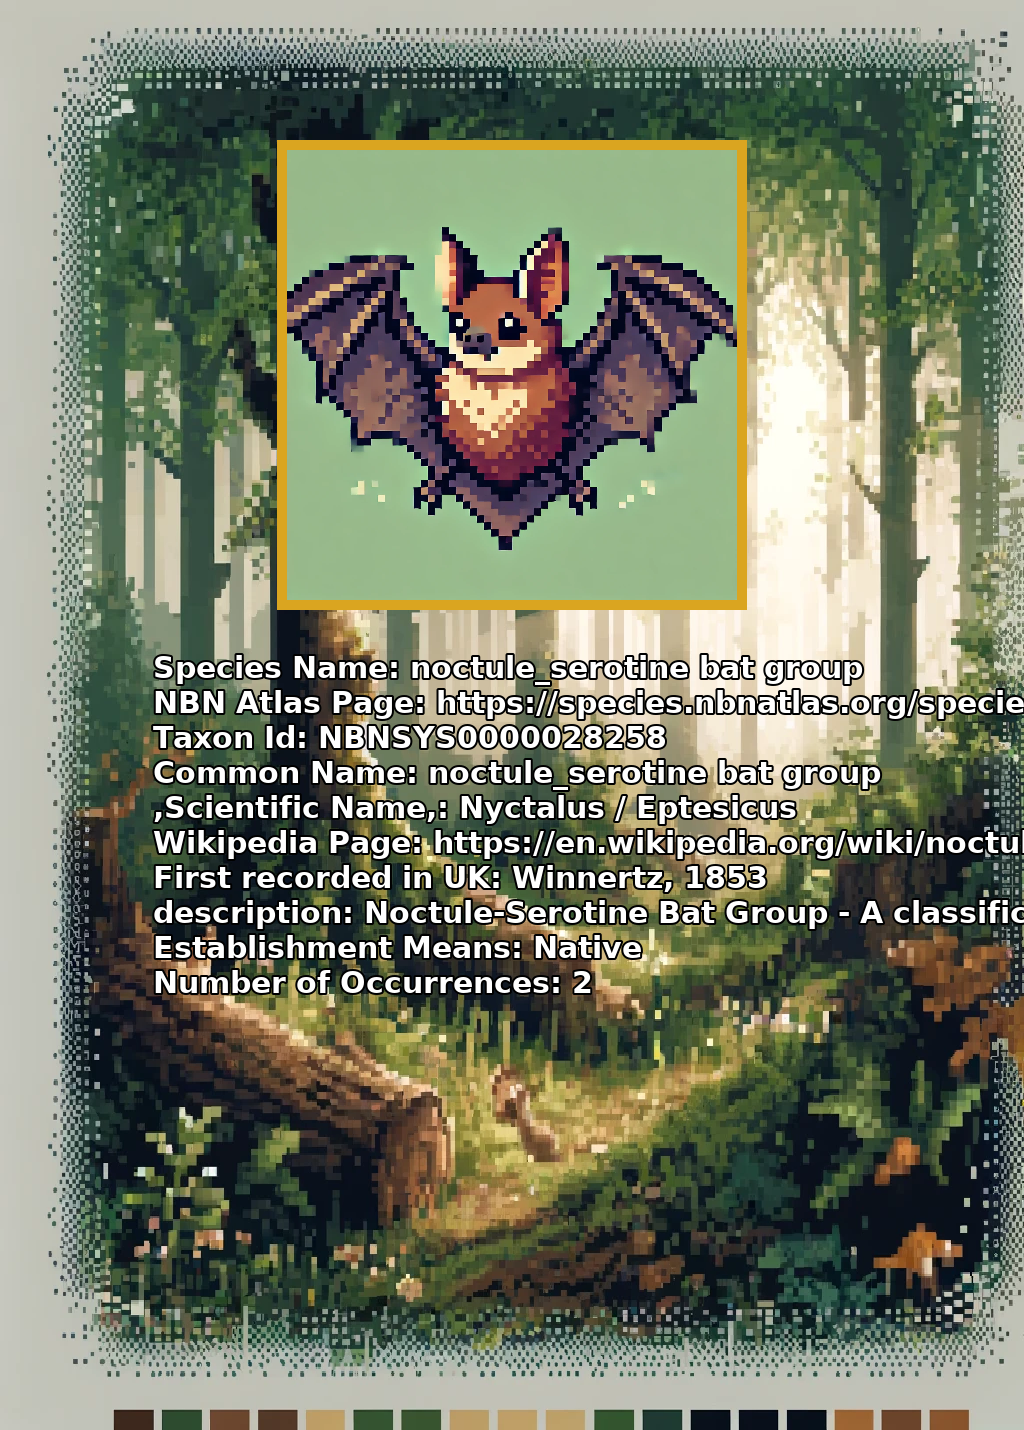 Species Name: noctule_serotine bat group
NBN Atlas Page: https://species.nbnatlas.org/specie
Taxon Id: NBNSYS0000028258
Common Name: noctule_serotine bat group
,Scientific Name,: Nyctalus / Eptesicus
Wikipedia Page: https://en.wikipedia.org/wiki/noctul
First recorded in UK: Winnertz, 1853
description: Noctule-Serotine Bat Group - A classific
Establishment Means: Native
Number of Occurrences: 2